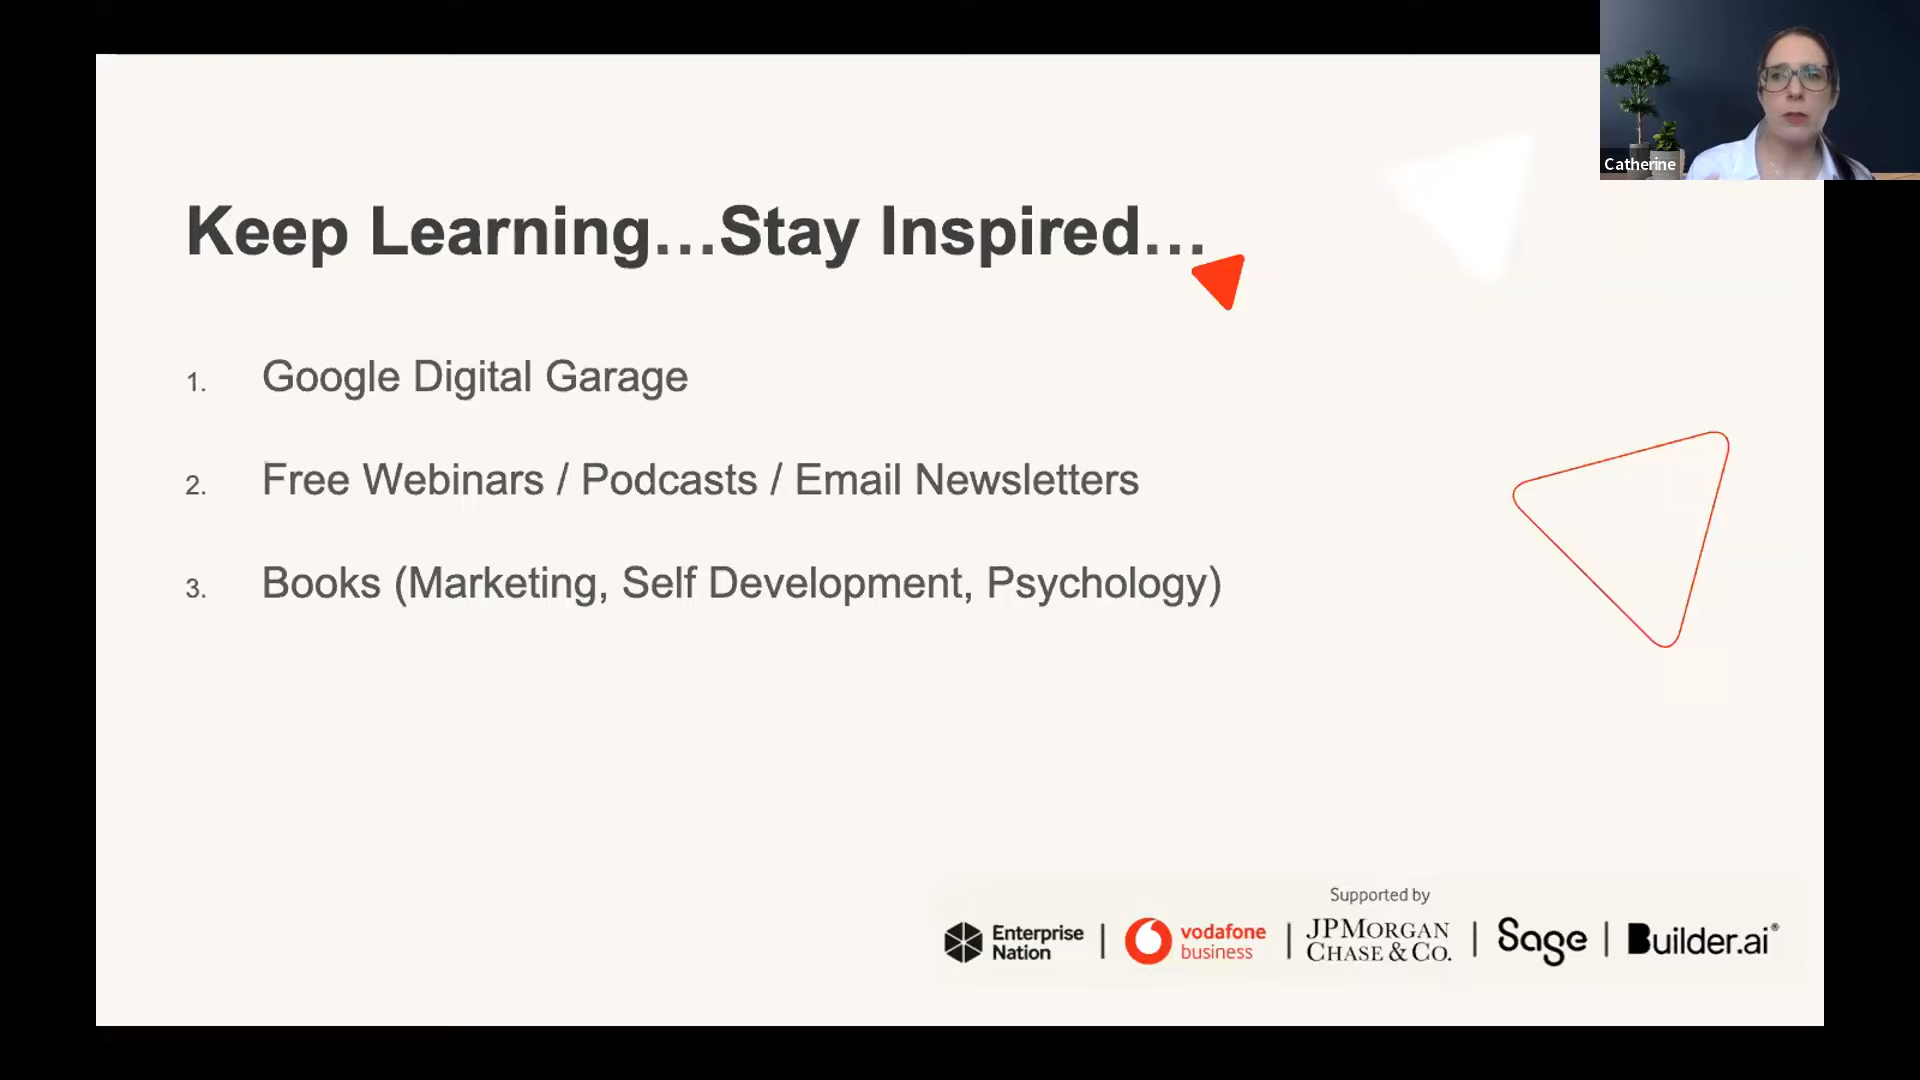 Catherine
Keep Learning…Stay Inspired…
1. Google Digital Garage
2. Free Webinars / Podcasts / Email Newsletters
3. Books (Marketing, Self Development, Psychology)
Supported by
Enterprise
Nation
vodafone
business
JPMORGAN
CHASE & CO.
Sage
Builder.ai®